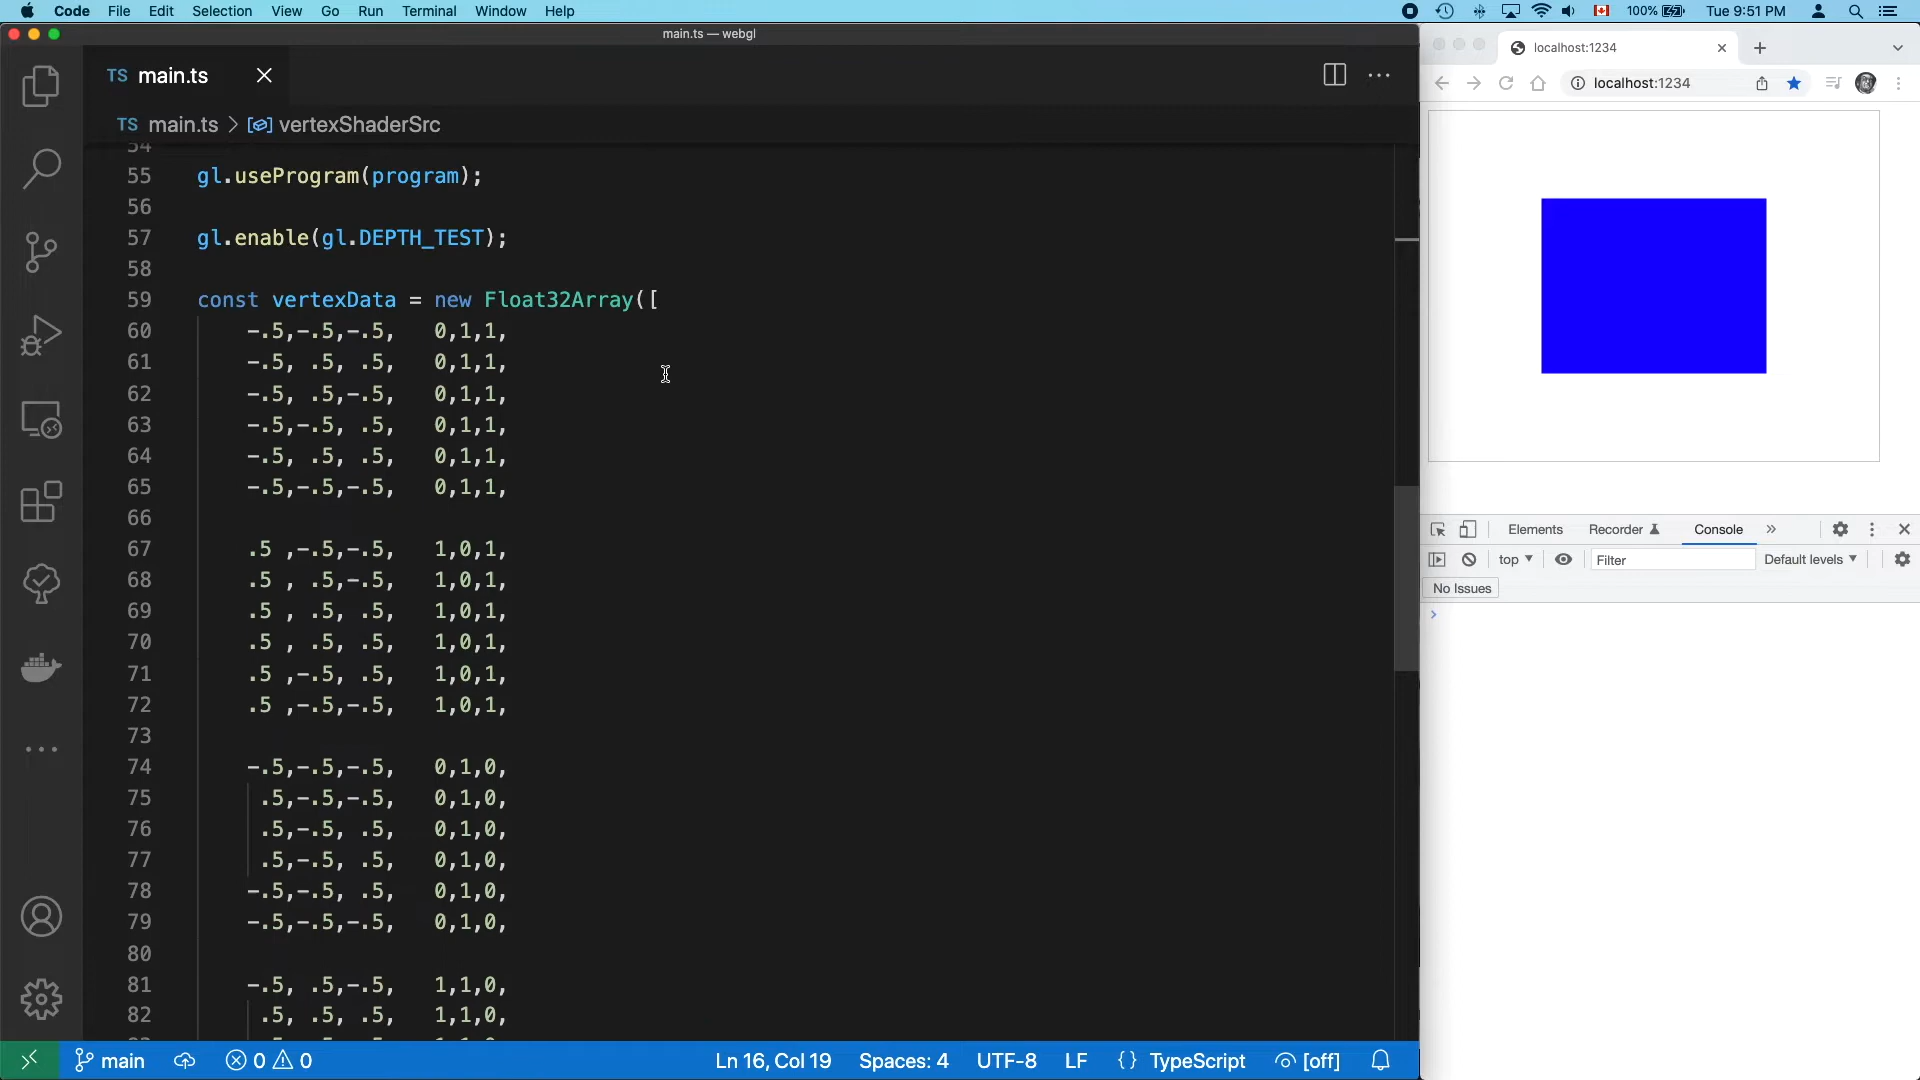 Code File Edit Selection View Go Run Terminal Window Help
100% Tue 9:51 PM
main.ts — webgl
TS main.ts
TS main.ts > vertexShaderSrc
54
55 gl.useProgram(program);
56
57 gl.enable(gl.DEPTH_TEST);
58
59 const vertexData = new Float32Array([
60 -.5,-.5,-.5, 0,1,1,
61 -.5, .5, .5, 0,1,1,
62 -.5, .5,-.5, 0,1,1,
63 -.5,-.5, .5, 0,1,1,
64 -.5, .5, .5, 0,1,1,
65 -.5,-.5,-.5, 0,1,1,
66
67 .5 ,-.5,-.5, 1,0,1,
68 .5 , .5,-.5, 1,0,1,
69 .5 , .5, .5, 1,0,1,
70 .5 , .5, .5, 1,0,1,
71 .5 ,-.5, .5, 1,0,1,
72 .5 ,-.5,-.5, 1,0,1,
73
74 -.5,-.5,-.5, 0,1,0,
75 .5,-.5,-.5, 0,1,0,
76 .5,-.5, .5, 0,1,0,
77 .5,-.5, .5, 0,1,0,
78 -.5,-.5, .5, 0,1,0,
79 -.5,-.5,-.5, 0,1,0,
80
81 -.5, .5,-.5, 1,1,0,
82 .5, .5, .5, 1,1,0,
main 0 0 Ln 16, Col 19 Spaces: 4 UTF-8 LF {} TypeScript [off]
localhost:1234
localhost:1234
Elements Recorder Console »
top Filter Default levels
No Issues